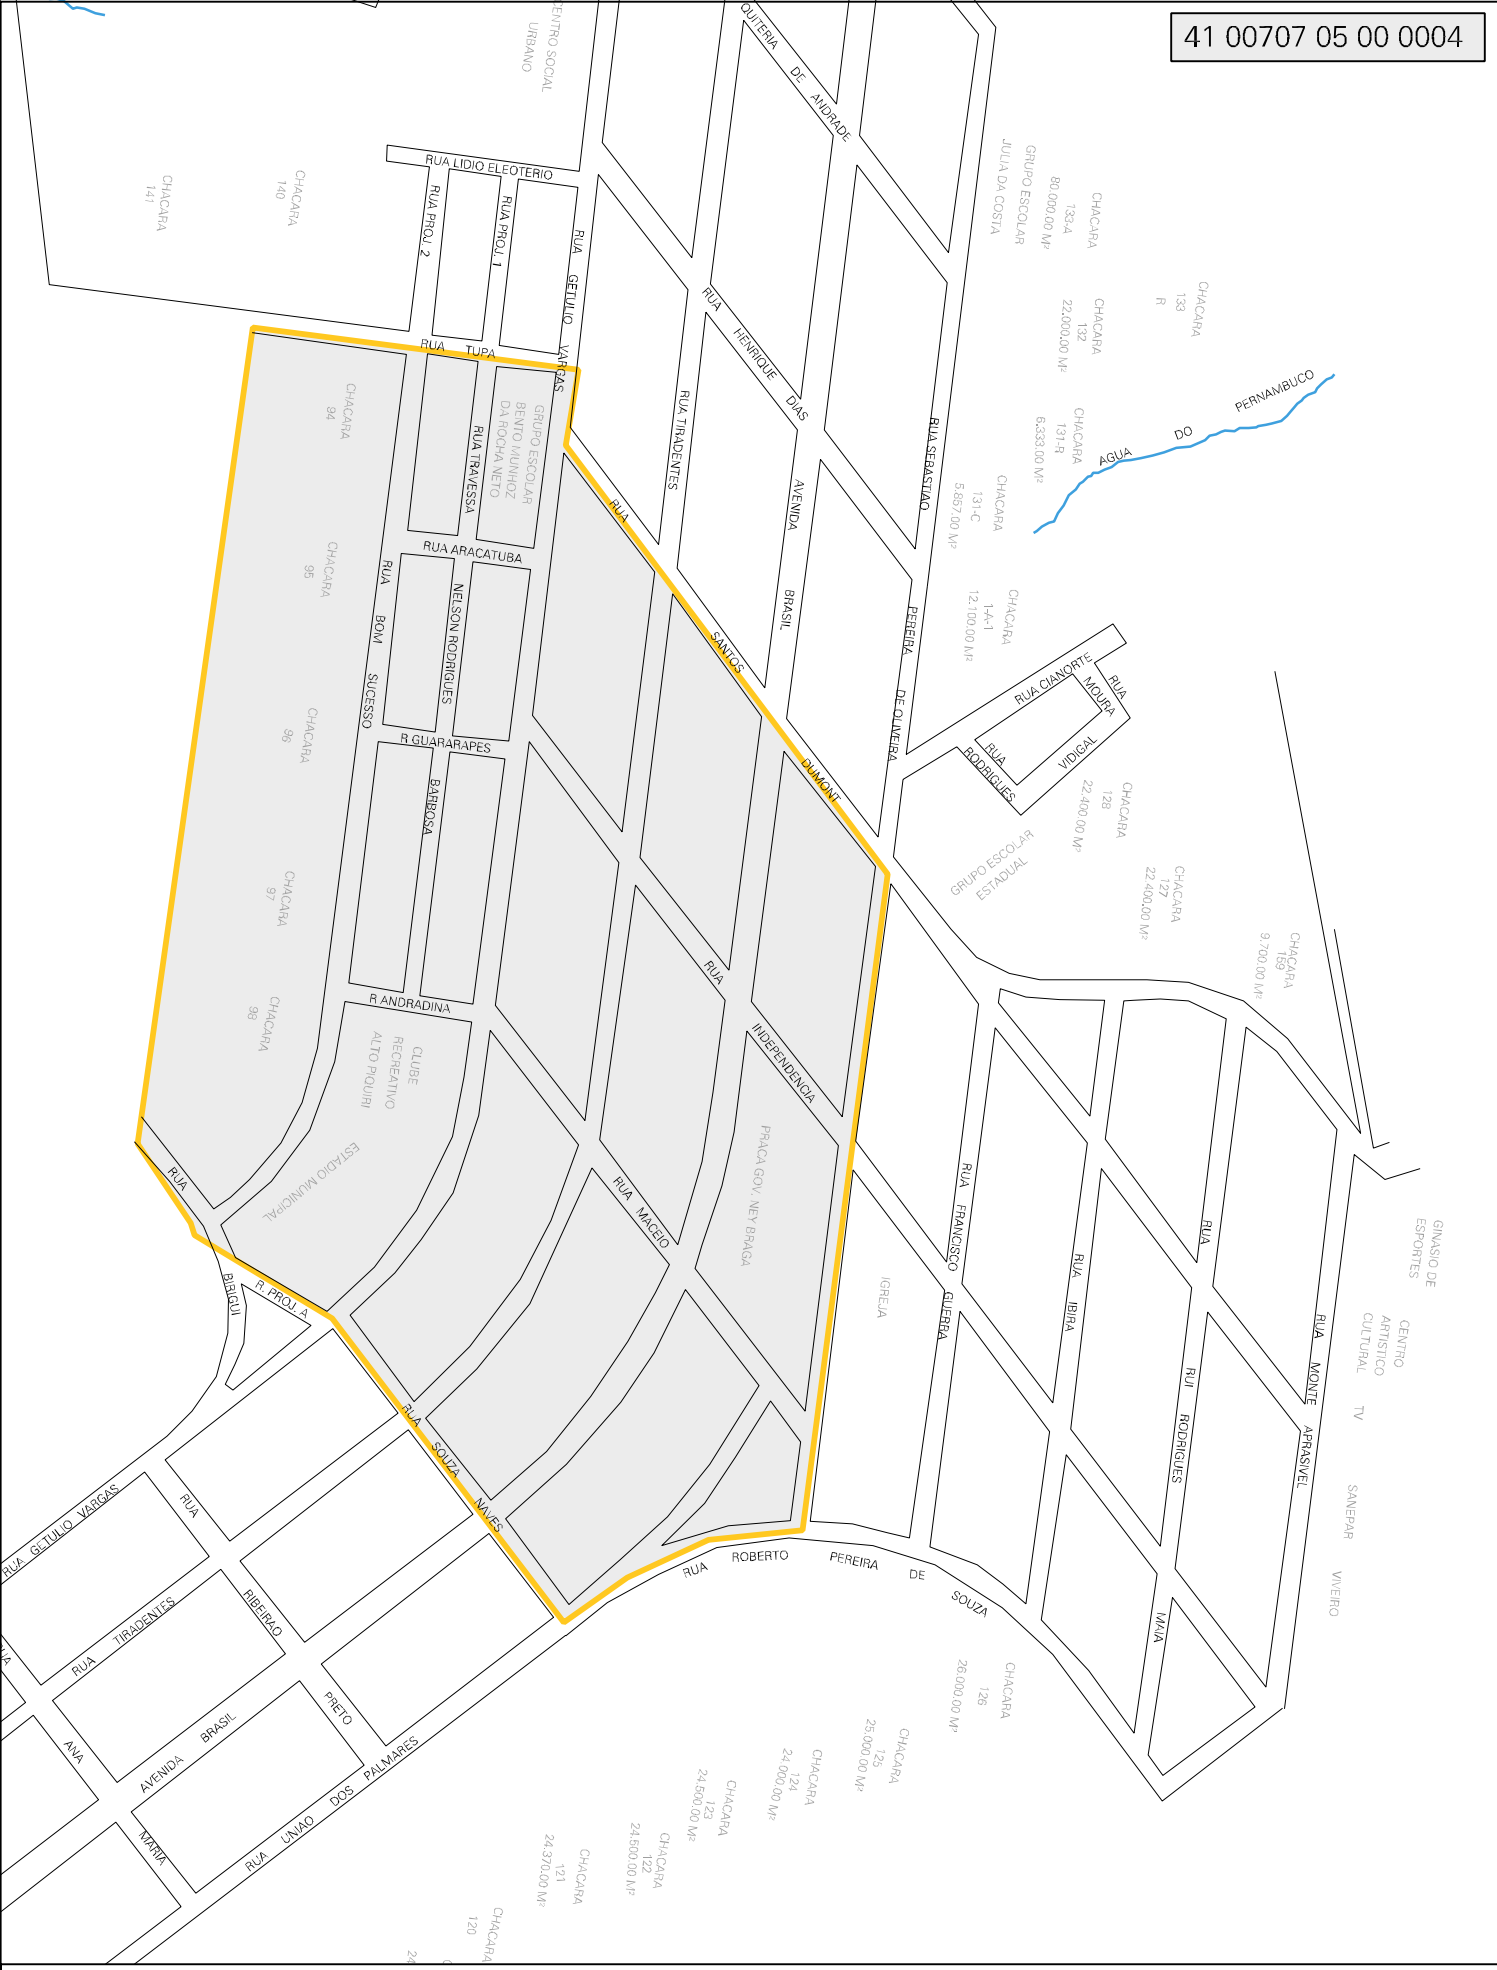 41 00707 05 00 0004
CENTRO SOCIAL
URBANO
QUITERIA DE ANDRADE
RUA LIDIO ELEOTERIO
RUA PROJ. 2
RUA PROJ. 1
RUA GETULIO VARGAS
CHACARA
141
CHACARA
140
GRUPO ESCOLAR
JULIA DA COSTA
CHACARA
133-A
80.000.00 M²
CHACARA
133
R
CHACARA
132
22.000.00 M²
CHACARA
131-R
6.333.00 M²
CHACARA
131-C
5.867.00 M²
CHACARA
1-A-1
12.100.00 M²
AGUA DO PERNAMBUCO
RUA HENRIQUE DIAS
RUA TIRADENTES
AVENIDA BRASIL
RUA SEBASTIAO PEREIRA DE OLIVEIRA
RUA TUPA
CHACARA
94
GRUPO ESCOLAR
BENTO MUNHOZ
DA ROCHA NETO
RUA TRAVESSA
RUA SANTOS DUMONT
RUA ARACATUBA
CHACARA
95
RUA BOM SUCESSO
NELSON RODRIGUES BARBOSA
R GUARARAPES
CHACARA
96
RUA CIANORTE
RUA MOURA
VIDIGAL
RUA RODRIGUES
CHACARA
128
22.400.00 M²
GRUPO ESCOLAR
ESTADUAL
CHACARA
127
22.400.00 M²
CHACARA
159
9.700.00 M²
CHACARA
97
CHACARA
98
R ANDRADINA
CLUBE
RECREATIVO
ALTO PIQUIRI
RUA INDEPENDENCIA
PRACA GOV. NEY BRAGA
ESTADIO MUNICIPAL
RUA BIRIGUI
RUA MACEIO
R. PROJ. A
IGREJA
RUA FRANCISCO GUERRA
RUA IBIRA
RUA RUI RODRIGUES MAIA
RUA MONTE APRASIVEL
GINASIO DE
ESPORTES
CENTRO
ARTISTICO
CULTURAL
TV
SANEPAR
VIVEIRO
RUA SOUZA NAVES
RUA ROBERTO PEREIRA DE SOUZA
RUA GETULIO VARGAS
RUA RIBEIRAO PRETO
RUA TIRADENTES
AVENIDA BRASIL
ANA MARIA
RUA UNIAO DOS PALMARES
CHACARA
126
26.000.00 M²
CHACARA
125
25.000.00 M²
CHACARA
124
24.000.00 M²
CHACARA
123
24.500.00 M²
CHACARA
122
24.600.00 M²
CHACARA
121
24.370.00 M²
CHACARA
120
24